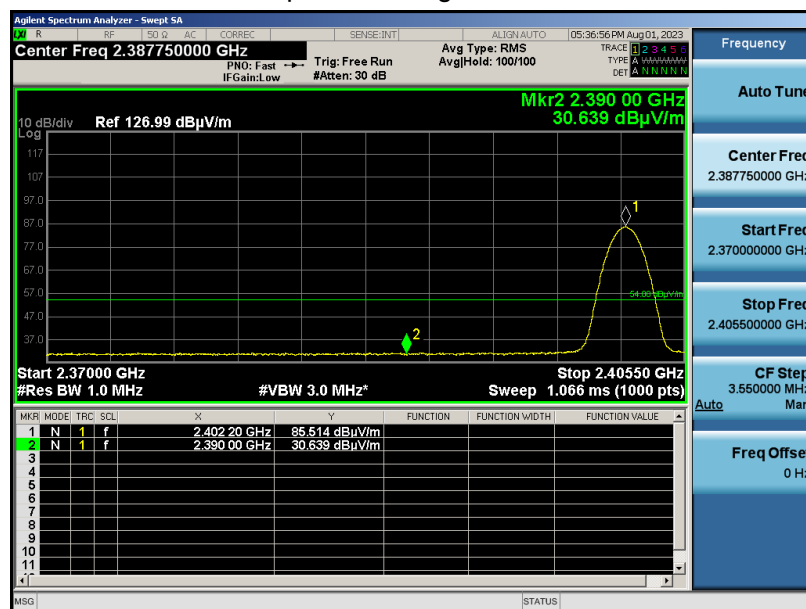 Agilent Spectrum Analyzer - Swept SA
LXI R RF 50 Ω AC CORREC SENSE:INT ALIGN AUTO 05:36:56 PM Aug 01, 2023
Center Freq 2.387750000 GHz
PNO: Fast
IFGain:Low
Trig: Free Run
#Atten: 30 dB
Avg Type: RMS
Avg|Hold: 100/100
TRACE 1 2 3 4 5 6
TYPE A
DET A N N N N N
Mkr2 2.390 00 GHz
30.639 dBµV/m
10 dB/div Ref 126.99 dBµV/m
Log
117
107
97.0
87.0
77.0
67.0
57.0
47.0
37.0
1
54.00 dBµV/m
2
Start 2.37000 GHz Stop 2.40550 GHz
#Res BW 1.0 MHz #VBW 3.0 MHz* Sweep 1.066 ms (1000 pts)
MKR MODE TRC SCL X Y FUNCTION FUNCTION WIDTH FUNCTION VALUE
1 N 1 f 2.402 20 GHz 85.514 dBµV/m
2 N 1 f 2.390 00 GHz 30.639 dBµV/m
3
4
5
6
7
8
9
10
11
MSG STATUS
Frequency
Auto Tune
Center Freq
2.387750000 GHz
Start Freq
2.370000000 GHz
Stop Freq
2.405500000 GHz
CF Step
3.550000 MHz
Auto Man
Freq Offset
0 Hz